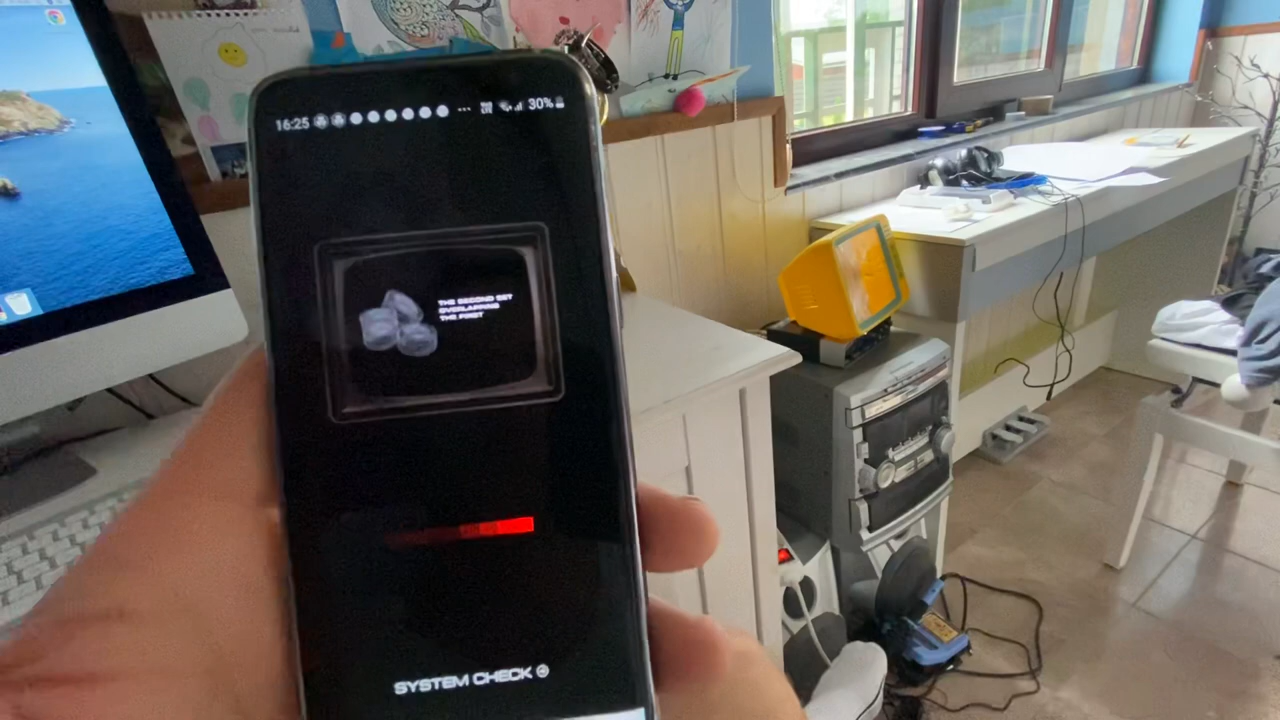 16:25
30%
THE SECOND SET
OVERLAPPING
THE FIRST
SYSTEM CHECK